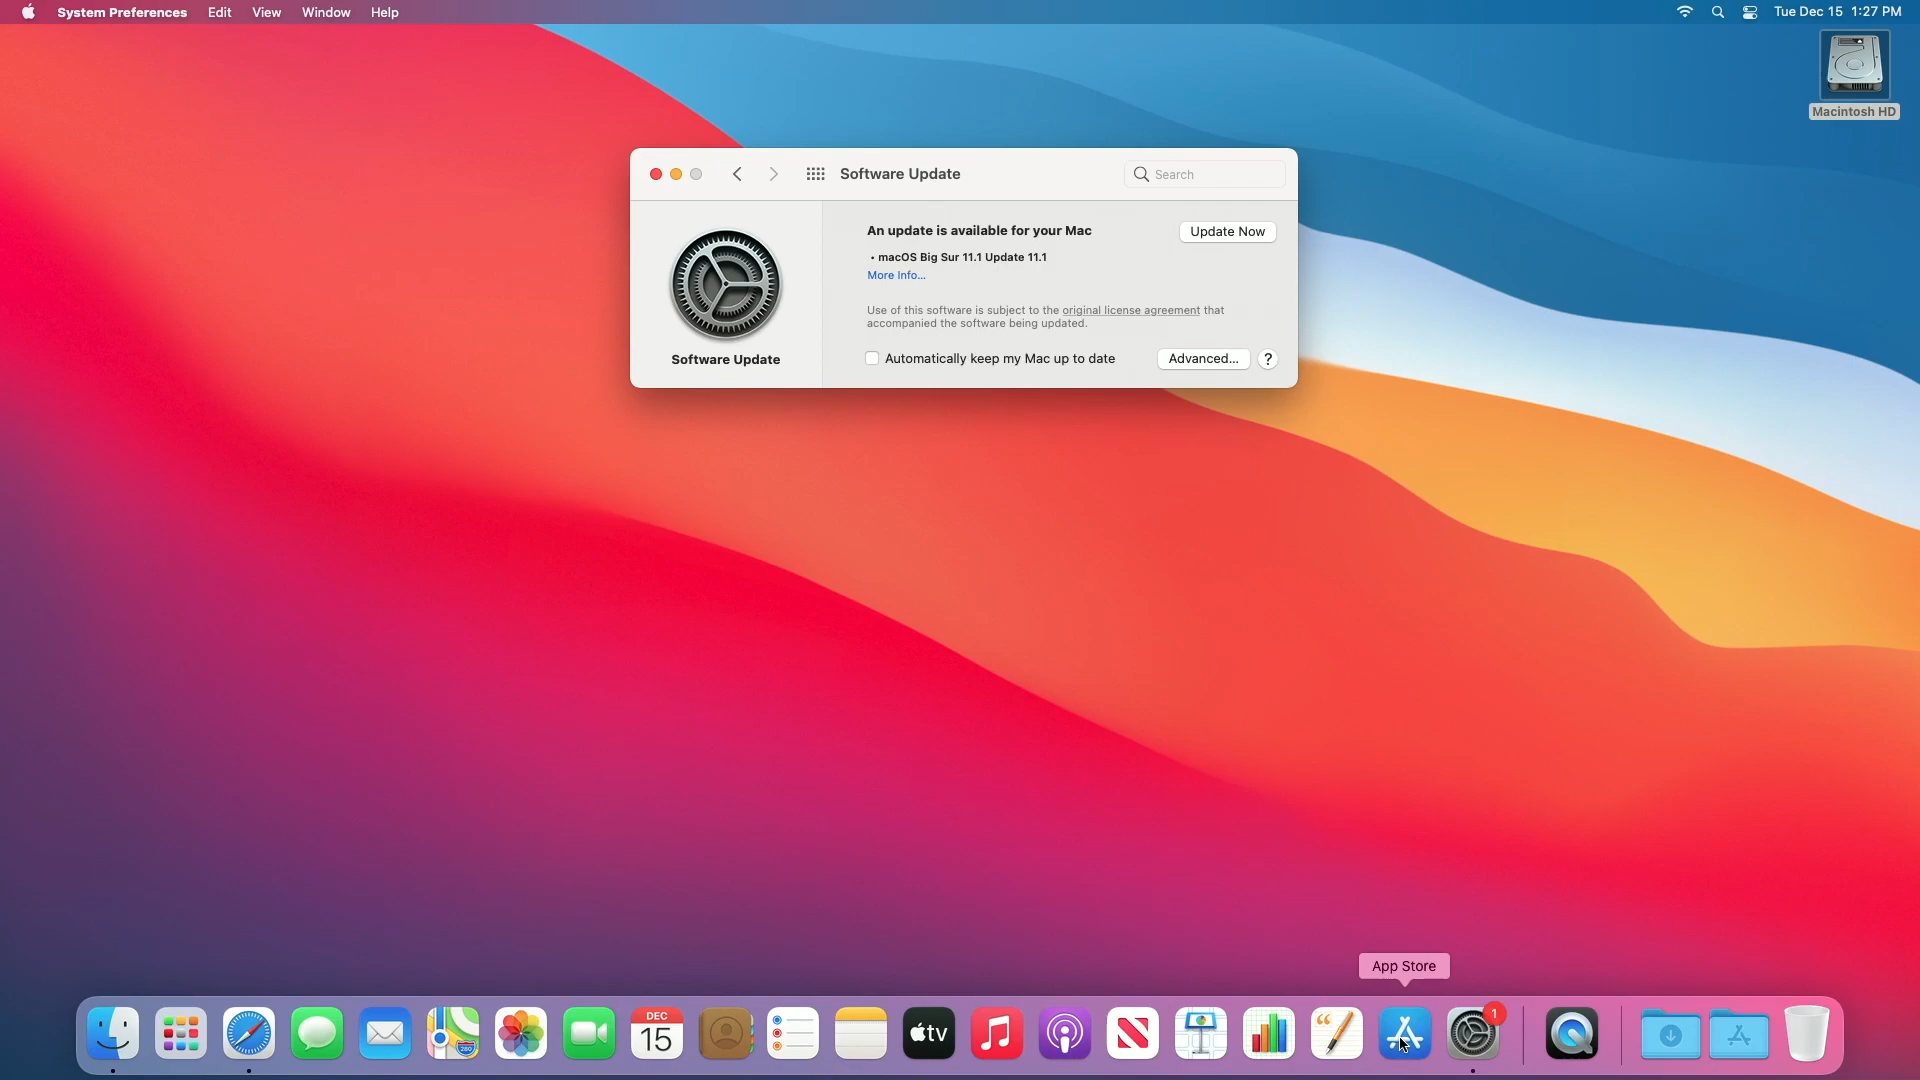 System Preferences Edit View Window Help Tue Dec 15 1:27 PM
Macintosh HD
Software Update Search
An update is available for your Mac Update Now
• macOS Big Sur 11.1 Update 11.1
More Info...
Use of this software is subject to the original license agreement that
accompanied the software being updated.
Software Update
Automatically keep my Mac up to date Advanced... ?
App Store
1
DEC
15
tv
280